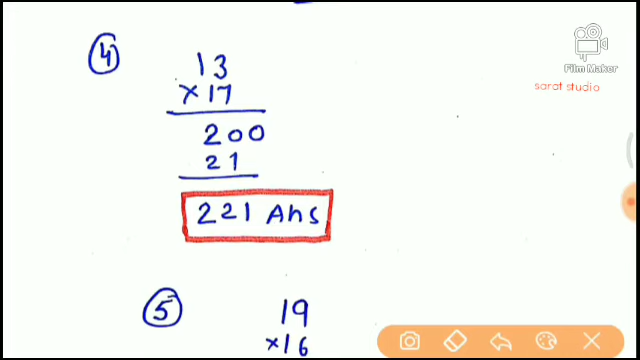 4
13
×17
200
21
221 Ans
5
19
×16
Film Maker
sarat studio